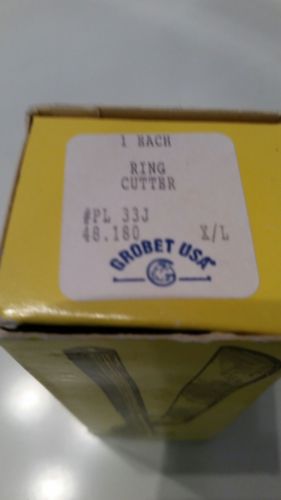 1 EACH
RING
CUTTER
#PL 33J
48.180 X/L
GROBET USA